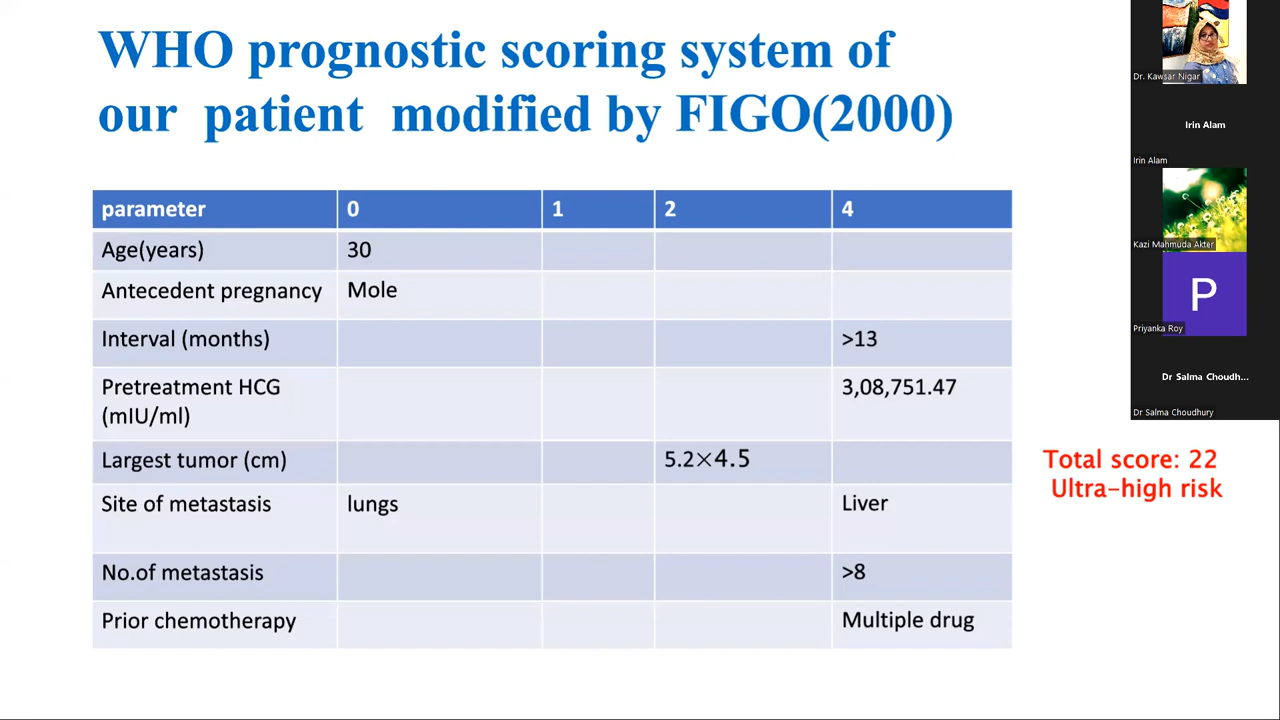 WHO prognostic scoring system of
our patient modified by FIGO(2000)
parameter 0 1 2 4
Age(years) 30
Antecedent pregnancy Mole
Interval (months) >13
Pretreatment HCG
(mIU/ml) 3,08,751.47
Largest tumor (cm) 5.2×4.5
Site of metastasis lungs Liver
No.of metastasis >8
Prior chemotherapy Multiple drug
Total score: 22
Ultra-high risk
Dr. Kawsar Nigar
Irin Alam
Irin Alam
Kazi Mahmuda Akter
P
Priyanka Roy
Dr Salma Choudh...
Dr Salma Choudhury